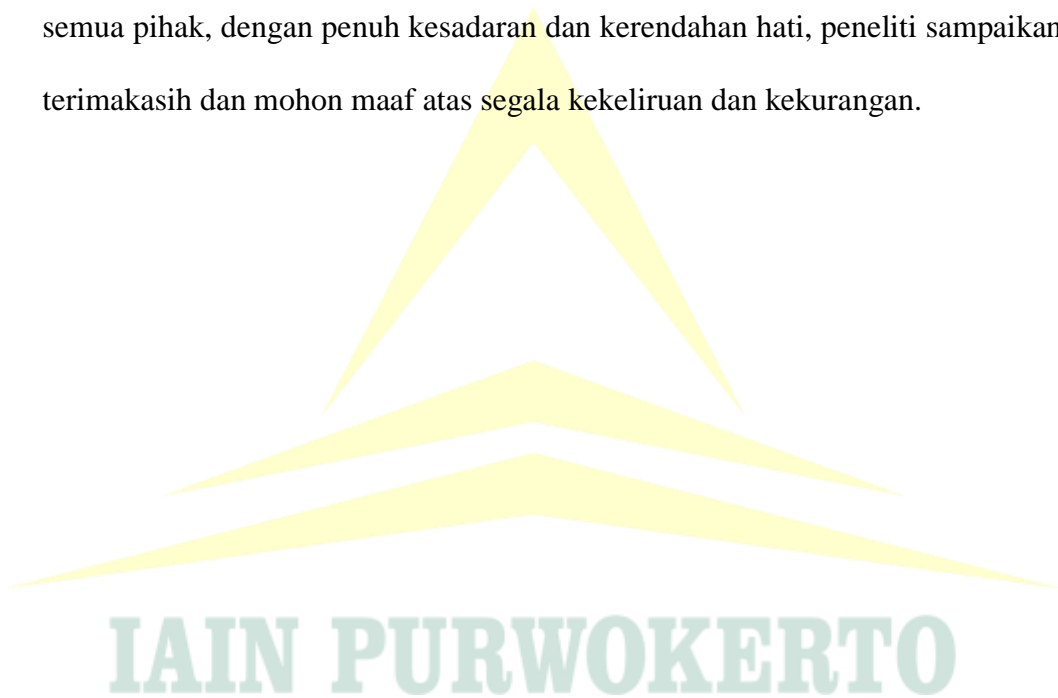 semua pihak, dengan penuh kesadaran dan kerendahan hati, peneliti sampaikan
terimakasih dan mohon maaf atas segala kekeliruan dan kekurangan.
IAIN PURWOKERTO